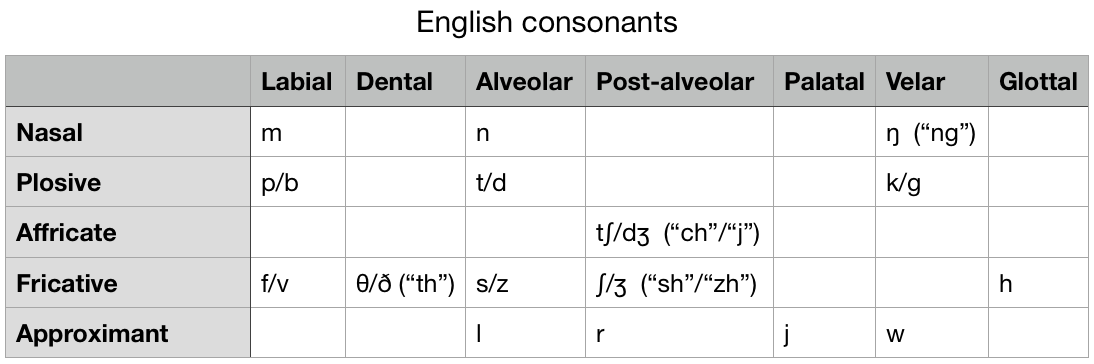 English consonants
Labial Dental Alveolar Post-alveolar Palatal Velar Glottal
Nasal m n ŋ (“ng”)
Plosive p/b t/d k/g
Affricate tʃ/dʒ (“ch”/“j”)
Fricative f/v θ/ð (“th”) s/z ʃ/ʒ (“sh”/“zh”) h
Approximant l r j w